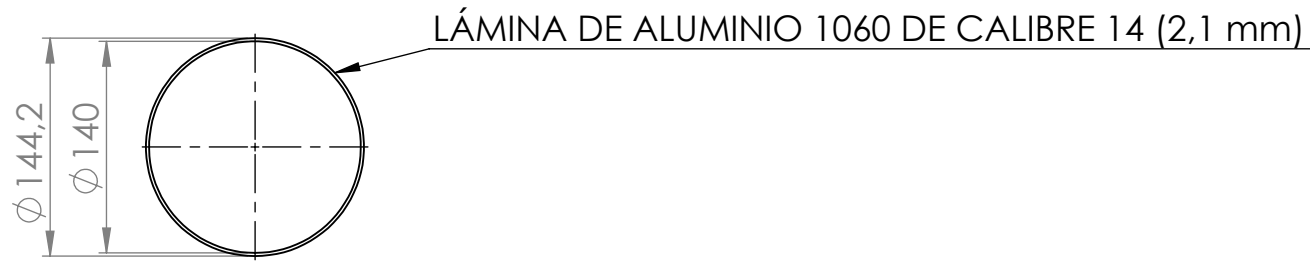 LÁMINA DE ALUMINIO 1060 DE CALIBRE 14 (2,1 mm)
∅144,2
∅140